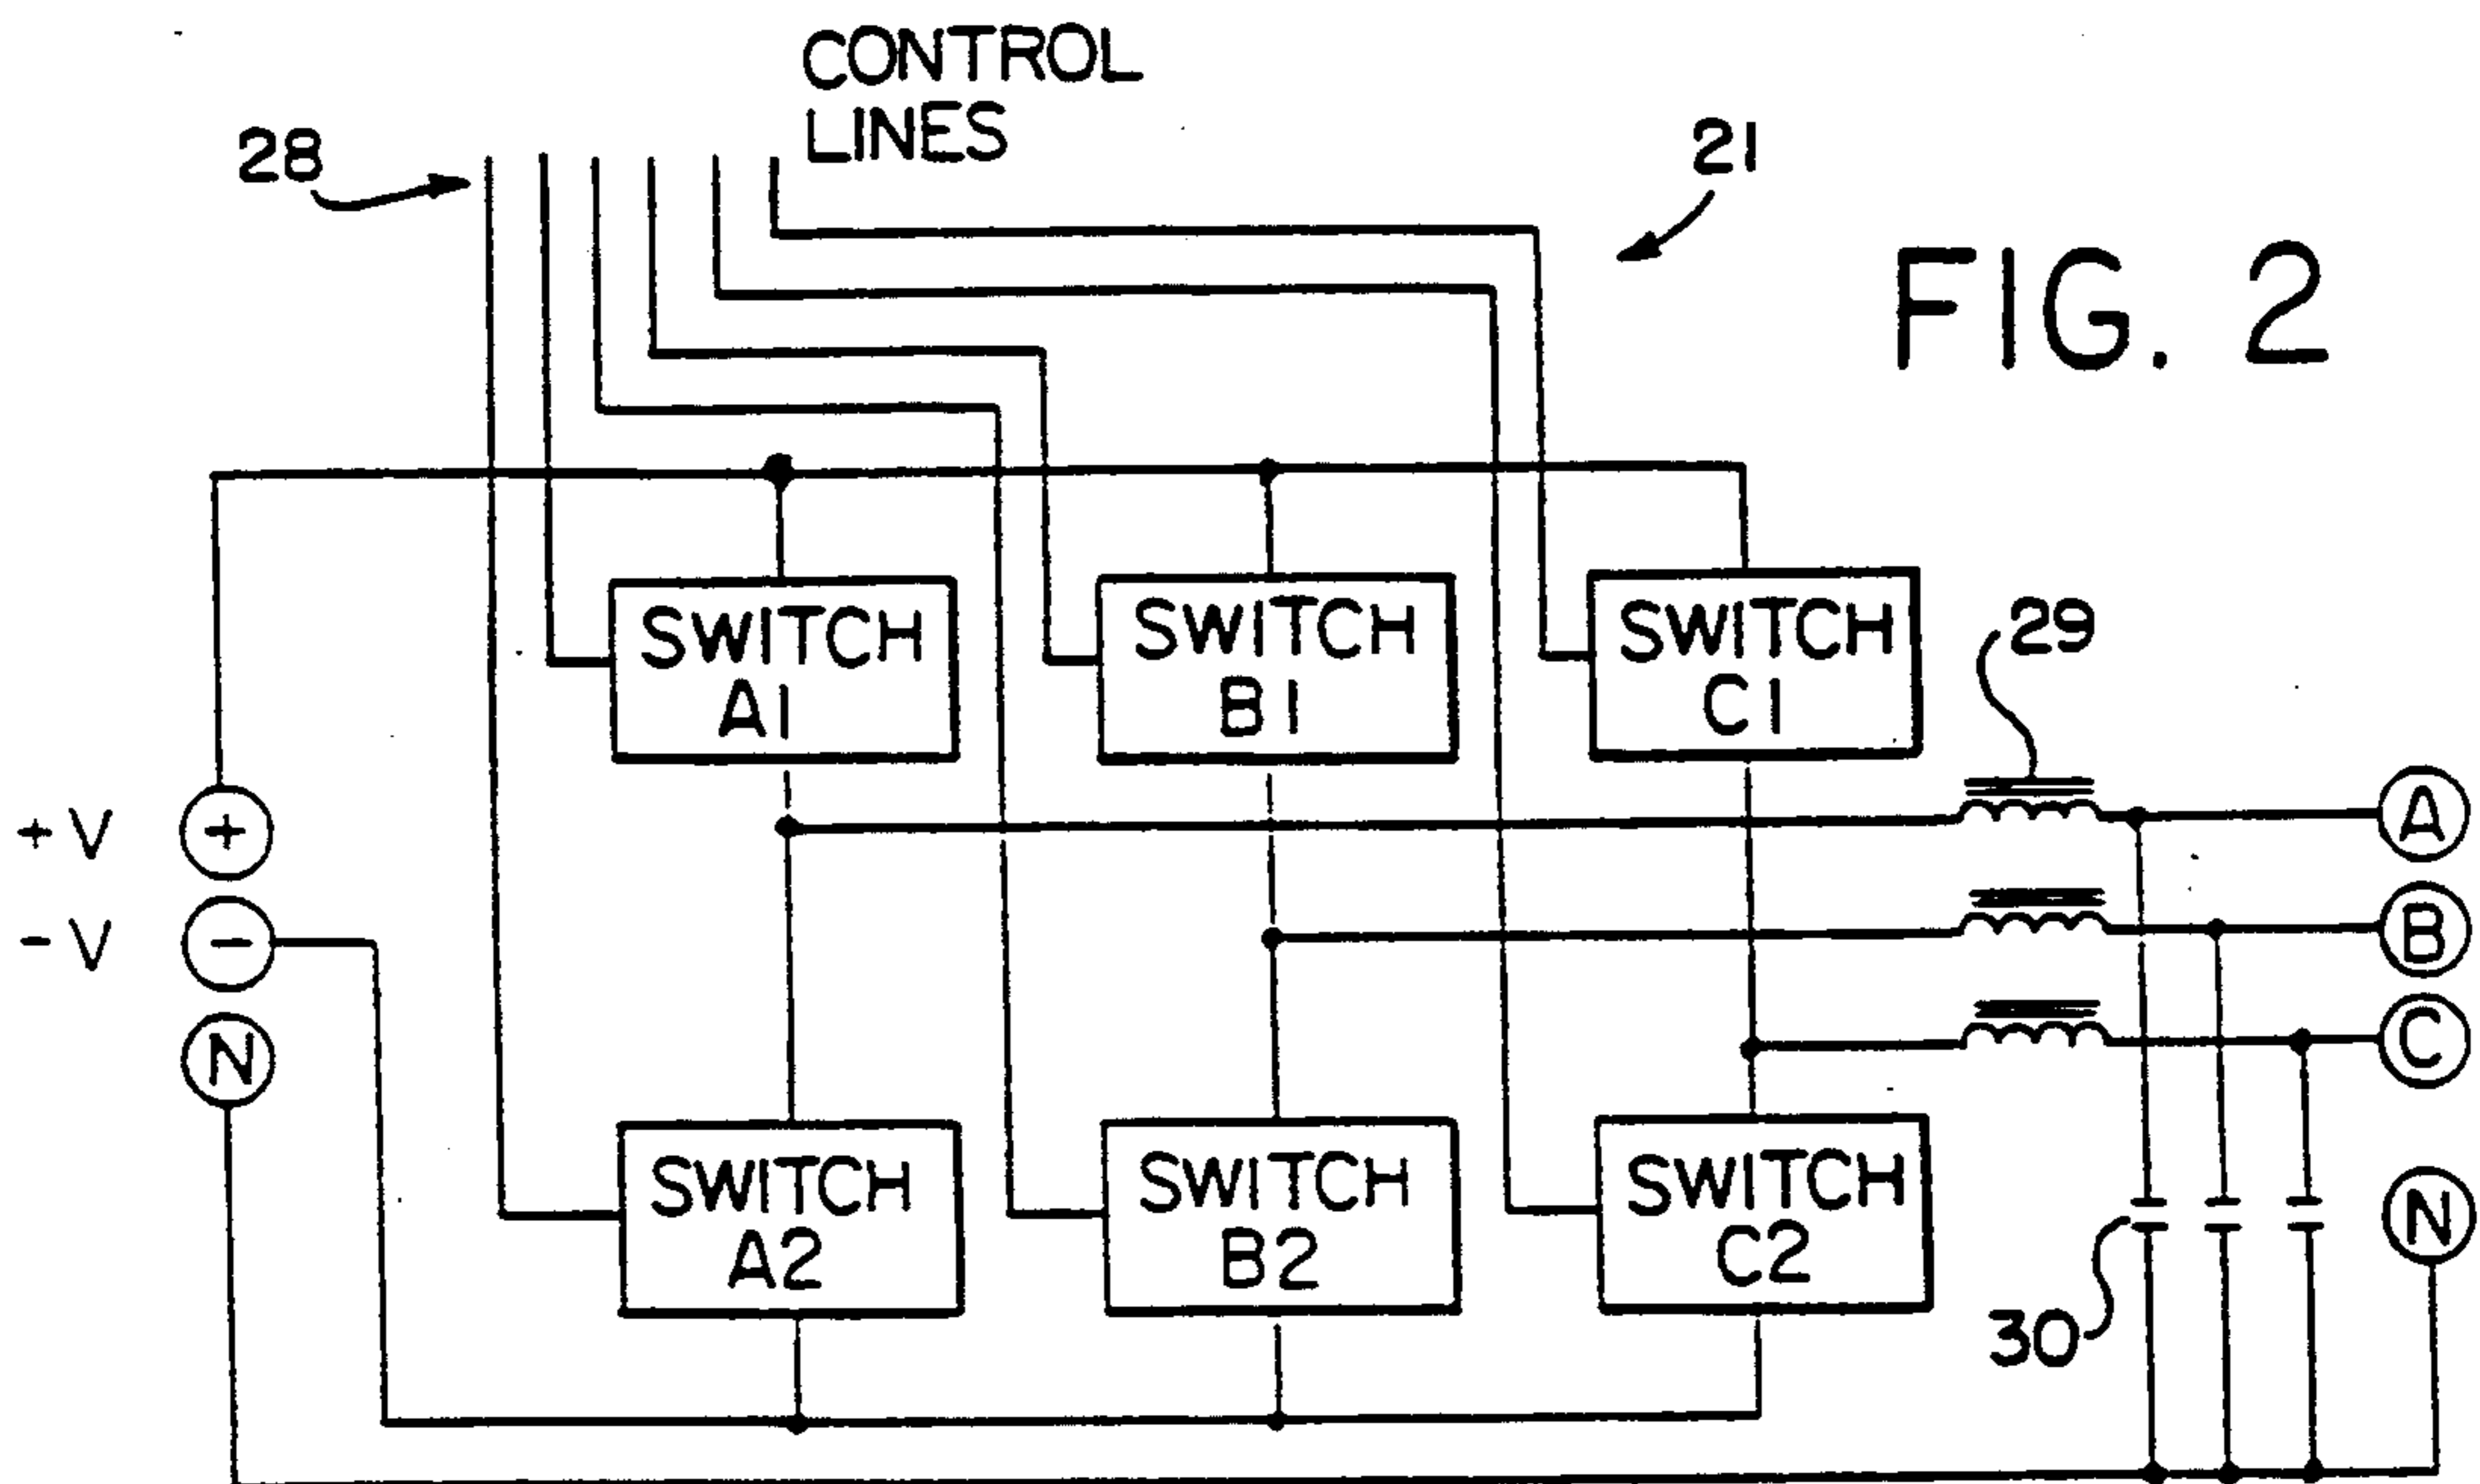 CONTROL
LINES
28
21
FIG. 2
SWITCH
A1
SWITCH
B1
SWITCH
C1
29
+V
+
A
-V
-
B
N
C
SWITCH
A2
SWITCH
B2
SWITCH
C2
N
30